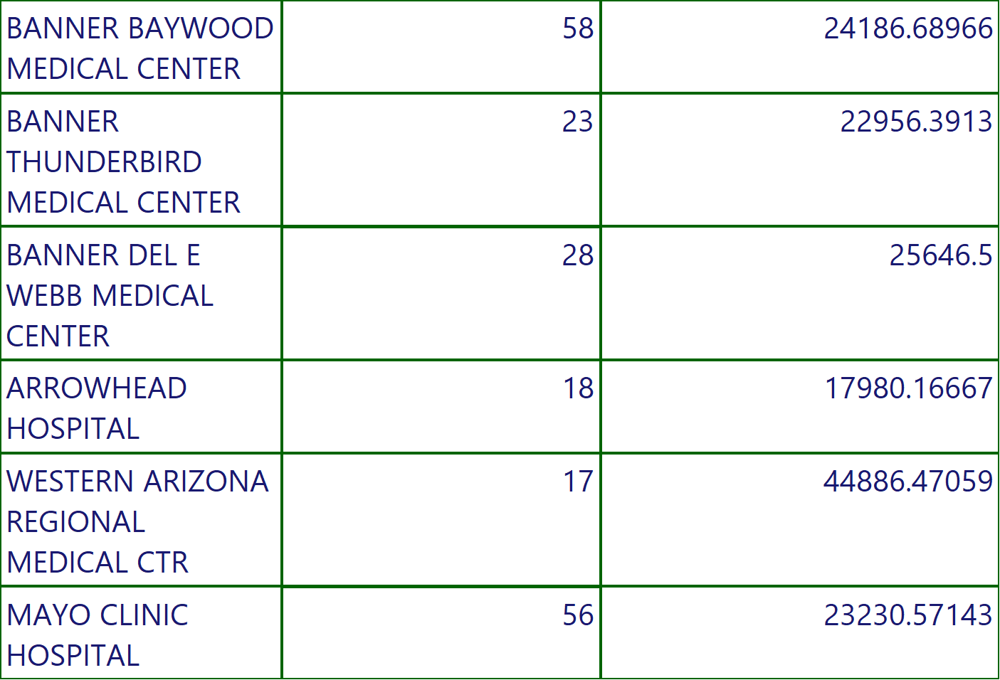 BANNER BAYWOOD 58 24186.68966
MEDICAL CENTER
BANNER 23 22956.3913
THUNDERBIRD
MEDICAL CENTER
BANNER DEL E 28 25646.5
WEBB MEDICAL
CENTER
ARROWHEAD 18 17980.16667
HOSPITAL
WESTERN ARIZONA 17 44886.47059
REGIONAL
MEDICAL CTR
MAYO CLINIC 56 23230.57143
HOSPITAL